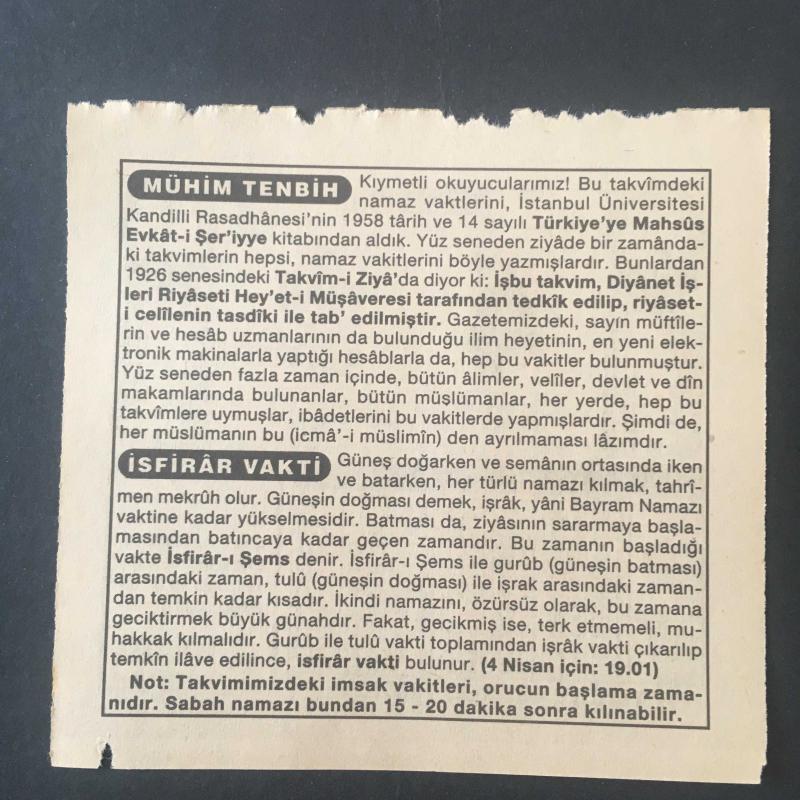 MÜHİM TENBİH Kıymetli okuyucularımız! Bu takvîmdeki
namaz vaktlerini, İstanbul Üniversitesi
Kandilli Rasadhânesi'nin 1958 târih ve 14 sayılı Türkiye'ye Mahsûs
Evkât-i Şer'iyye kitabından aldık. Yüz seneden ziyâde bir zamânda-
ki takvimlerin hepsi, namaz vakitlerini böyle yazmışlardır. Bunlardan
1926 senesindeki Takvîm-i Ziyâ'da diyor ki: İşbu takvim, Diyânet İş-
leri Riyâseti Hey'et-i Müşâveresi tarafından tedkîk edilip, riyâset-
i celîlenin tasdîki ile tab' edilmiştir. Gazetemizdeki, sayın müftîle-
rin ve hesâb uzmanlarının da bulunduğu ilim heyetinin, en yeni elek-
tronik makinalarla yaptığı hesâblarla da, hep bu vakitler bulunmuştur.
Yüz seneden fazla zaman içinde, bütün âlimler, velîler, devlet ve dîn
makamlarında bulunanlar, bütün müslümanlar, her yerde, hep bu
takvîmlere uymuşlar, ibâdetlerini bu vakitlerde yapmışlardır. Şimdi de,
her müslümanın bu (icmâ'-i müslimîn) den ayrılmaması lâzımdır.
İSFİRÂR VAKTİ Güneş doğarken ve semânın ortasında iken
ve batarken, her türlü namazı kılmak, tahrî-
men mekrûh olur. Güneşin doğması demek, işrâk, yâni Bayram Namazı
vaktine kadar yükselmesidir. Batması da, ziyâsının sararmaya başla-
masından batıncaya kadar geçen zamandır. Bu zamanın başladığı
vakte İsfirâr-ı Şems denir. İsfirâr-ı Şems ile gurûb (güneşin batması)
arasındaki zaman, tulû (güneşin doğması) ile işrak arasındaki zaman-
dan temkin kadar kısadır. İkindi namazını, özürsüz olarak, bu zamana
geciktirmek büyük günahdır. Fakat, gecikmiş ise, terk etmemeli, mu-
hakkak kılmalıdır. Gurûb ile tulû vakti toplamından işrâk vakti çıkarılıp
temkîn ilâve edilince, isfirâr vakti bulunur. (4 Nisan için: 19.01)
Not: Takvimimizdeki imsak vakitleri, orucun başlama zama-
nıdır. Sabah namazı bundan 15 - 20 dakika sonra kılınabilir.